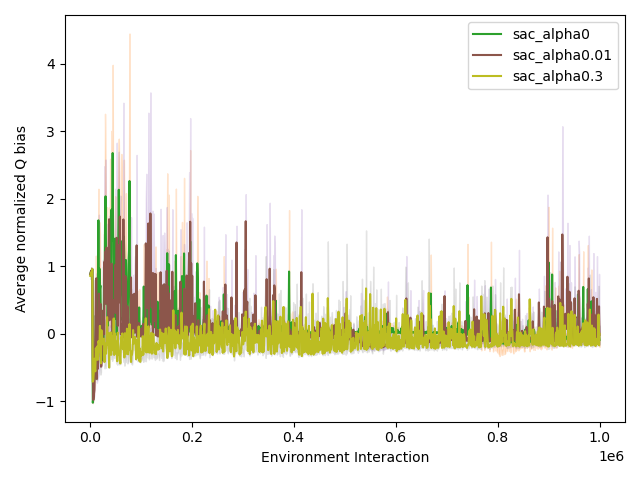 sac_alpha0
sac_alpha0.01
sac_alpha0.3
Average normalized Q bias
4
3
2
1
0
−1
0.0 0.2 0.4 0.6 0.8 1.0
1e6
Environment Interaction